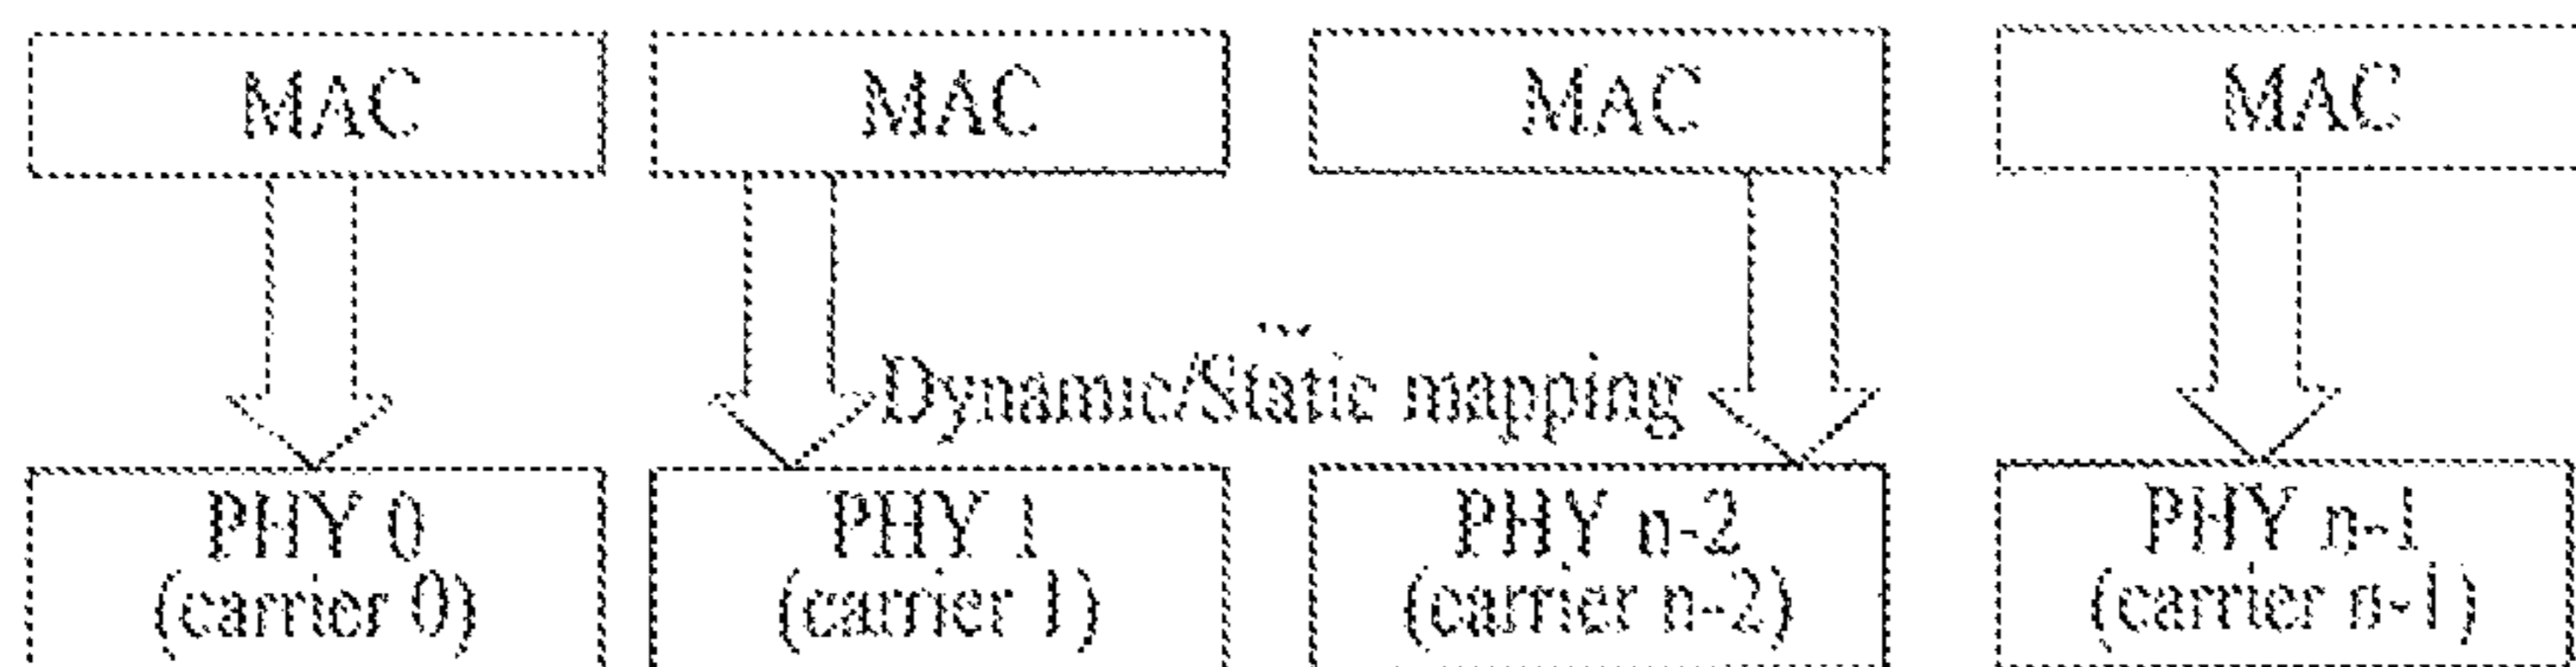 MAC MAC MAC MAC
...
Dynamic/Static mapping
PHY 0 PHY 1 PHY n-2 PHY n-1
(carrier 0) (carrier 1) (carrier n-2) (carrier n-1)